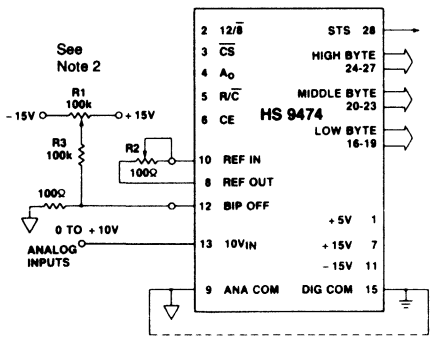 See
Note 2
R1
100k
– 15V
+ 15V
R3
100k
100Ω
R2
100Ω
0 TO + 10V
ANALOG
INPUTS
2 12/8̅
3 C̅S̅
4 A₀
5 R/C̅
6 CE
HS 9474
10 REF IN
8 REF OUT
12 BIP OFF
13 10VIN
9 ANA COM
STS 28
HIGH BYTE
24-27
MIDDLE BYTE
20-23
LOW BYTE
16-19
+ 5V 1
+ 15V 7
– 15V 11
DIG COM 15